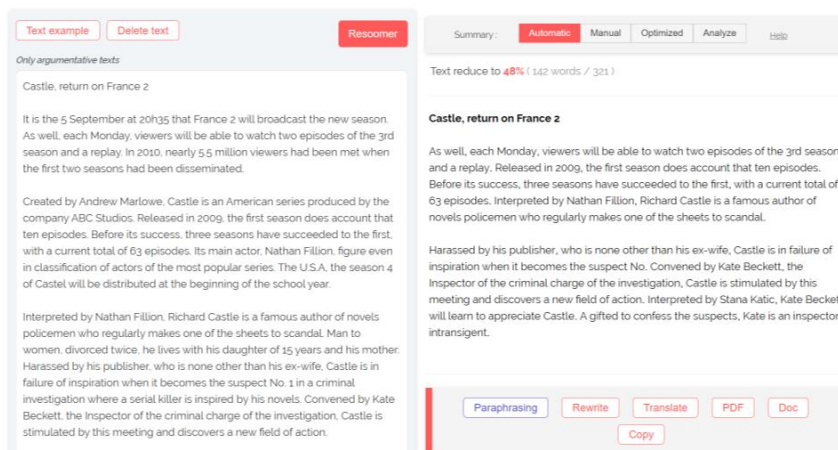 Text example
Delete text
Resoomer
Only argumentative texts
Castle, return on France 2
It is the 5 September at 20h35 that France 2 will broadcast the new season.
As well, each Monday, viewers will be able to watch two episodes of the 3rd
season and a replay. In 2010, nearly 5.5 million viewers had been met when
the first two seasons had been disseminated.
Created by Andrew Marlowe, Castle is an American series produced by the
company ABC Studios. Released in 2009, the first season does account that
ten episodes. Before its success, three seasons have succeeded to the first,
with a current total of 63 episodes. Its main actor, Nathan Fillion, figure even
in classification of actors of the most popular series. The U.S.A, the season 4
of Castel will be distributed at the beginning of the school year.
Interpreted by Nathan Fillion, Richard Castle is a famous author of novels
policemen who regularly makes one of the sheets to scandal. Man to
women, divorced twice, he lives with his daughter of 15 years and his mother.
Harassed by his publisher, who is none other than his ex-wife, Castle is in
failure of inspiration when it becomes the suspect No. 1 in a criminal
investigation where a serial killer is inspired by his novels. Convened by Kate
Beckett, the Inspector of the criminal charge of the investigation, Castle is
stimulated by this meeting and discovers a new field of action.
Summary :
Automatic
Manual
Optimized
Analyze
Help
Text reduce to 48% ( 142 words / 321 )
Castle, return on France 2
As well, each Monday, viewers will be able to watch two episodes of the 3rd season
and a replay. Released in 2009, the first season does account that ten episodes.
Before its success, three seasons have succeeded to the first, with a current total of
63 episodes. Interpreted by Nathan Fillion, Richard Castle is a famous author of
novels policemen who regularly makes one of the sheets to scandal.
Harassed by his publisher, who is none other than his ex-wife, Castle is in failure of
inspiration when it becomes the suspect No. Convened by Kate Beckett, the
Inspector of the criminal charge of the investigation, Castle is stimulated by this
meeting and discovers a new field of action. Interpreted by Stana Katic, Kate Becket
will learn to appreciate Castle. A gifted to confess the suspects, Kate is an inspector
intransigent.
Paraphrasing
Rewrite
Translate
PDF
Doc
Copy